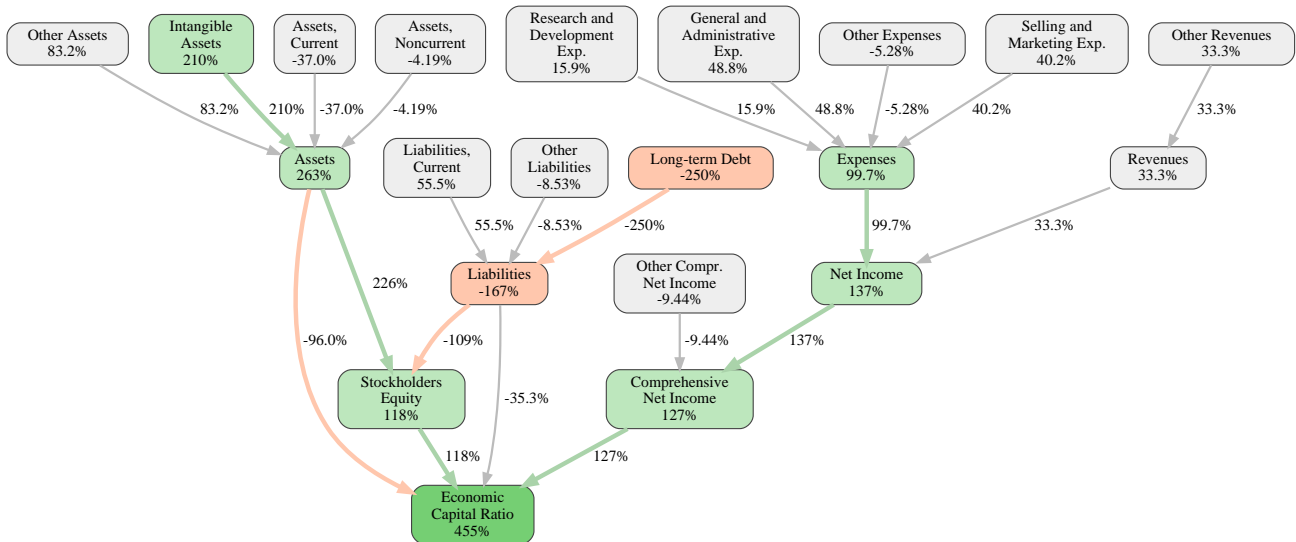 Other Assets
83.2%
Intangible
Assets
210%
Assets,
Current
-37.0%
Assets,
Noncurrent
-4.19%
Research and
Development
Exp.
15.9%
General and
Administrative
Exp.
48.8%
Other Expenses
-5.28%
Selling and
Marketing Exp.
40.2%
Other Revenues
33.3%
83.2%
210%
-37.0%
-4.19%
15.9%
48.8%
-5.28%
40.2%
33.3%
Assets
263%
Liabilities,
Current
55.5%
Other
Liabilities
-8.53%
Long-term Debt
-250%
Expenses
99.7%
Revenues
33.3%
55.5%
-8.53%
-250%
99.7%
33.3%
226%
Liabilities
-167%
Other Compr.
Net Income
-9.44%
Net Income
137%
-96.0%
-109%
-9.44%
137%
Stockholders
Equity
118%
-35.3%
Comprehensive
Net Income
127%
118%
127%
Economic
Capital Ratio
455%